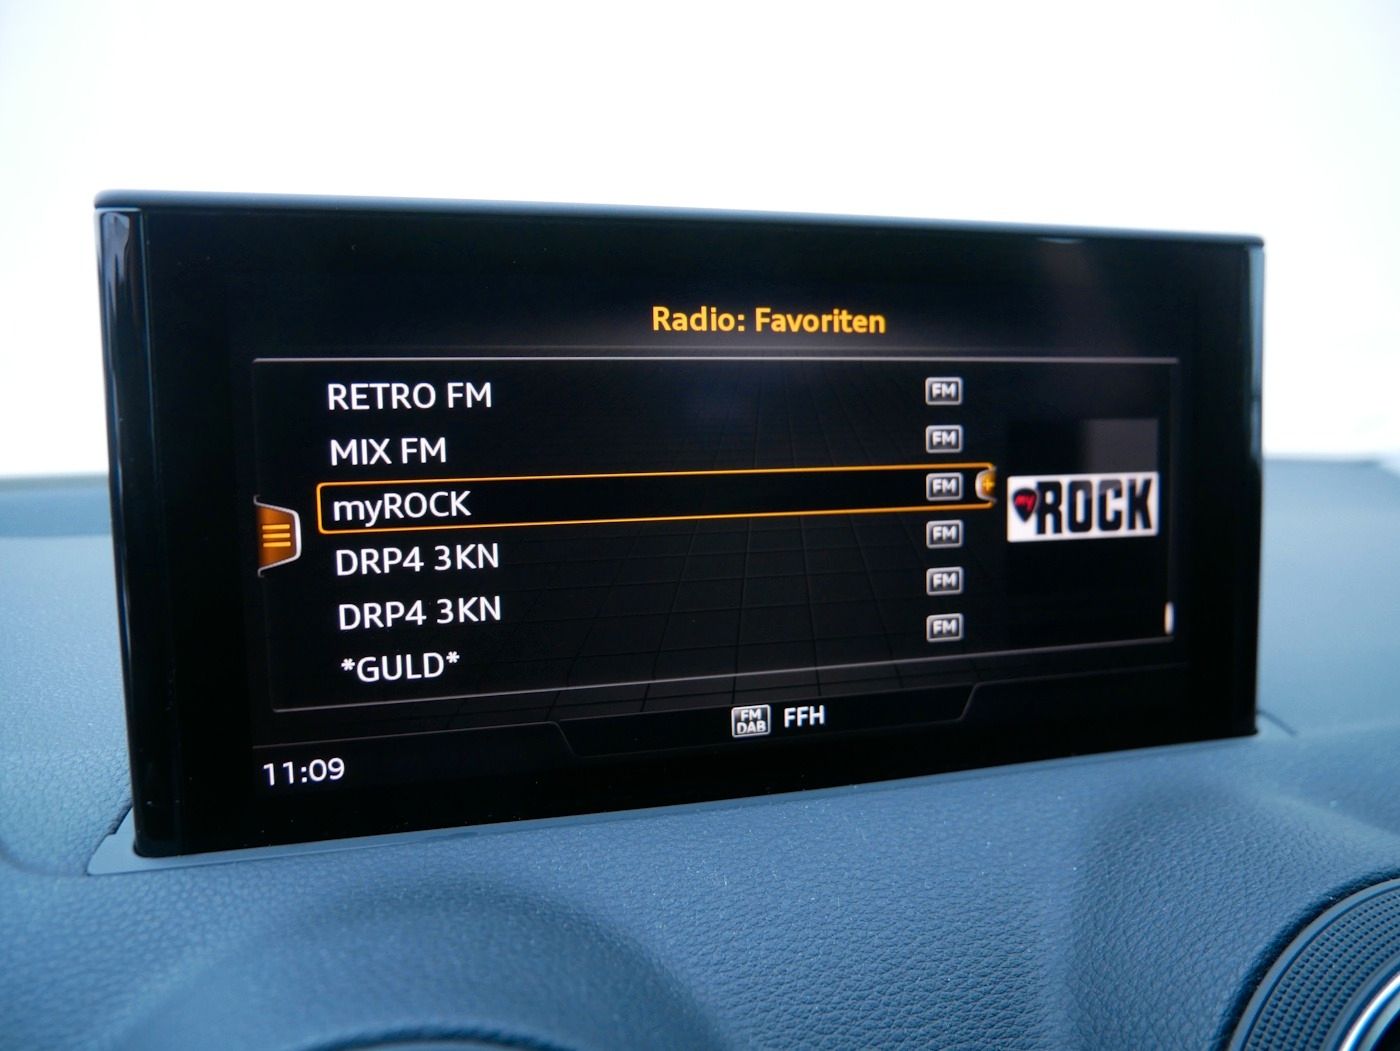 Radio: Favoriten
RETRO FM FM
MIX FM FM
myROCK FM
my ROCK
DRP4 3KN FM
DRP4 3KN FM
*GULD* FM
FM DAB FFH
11:09